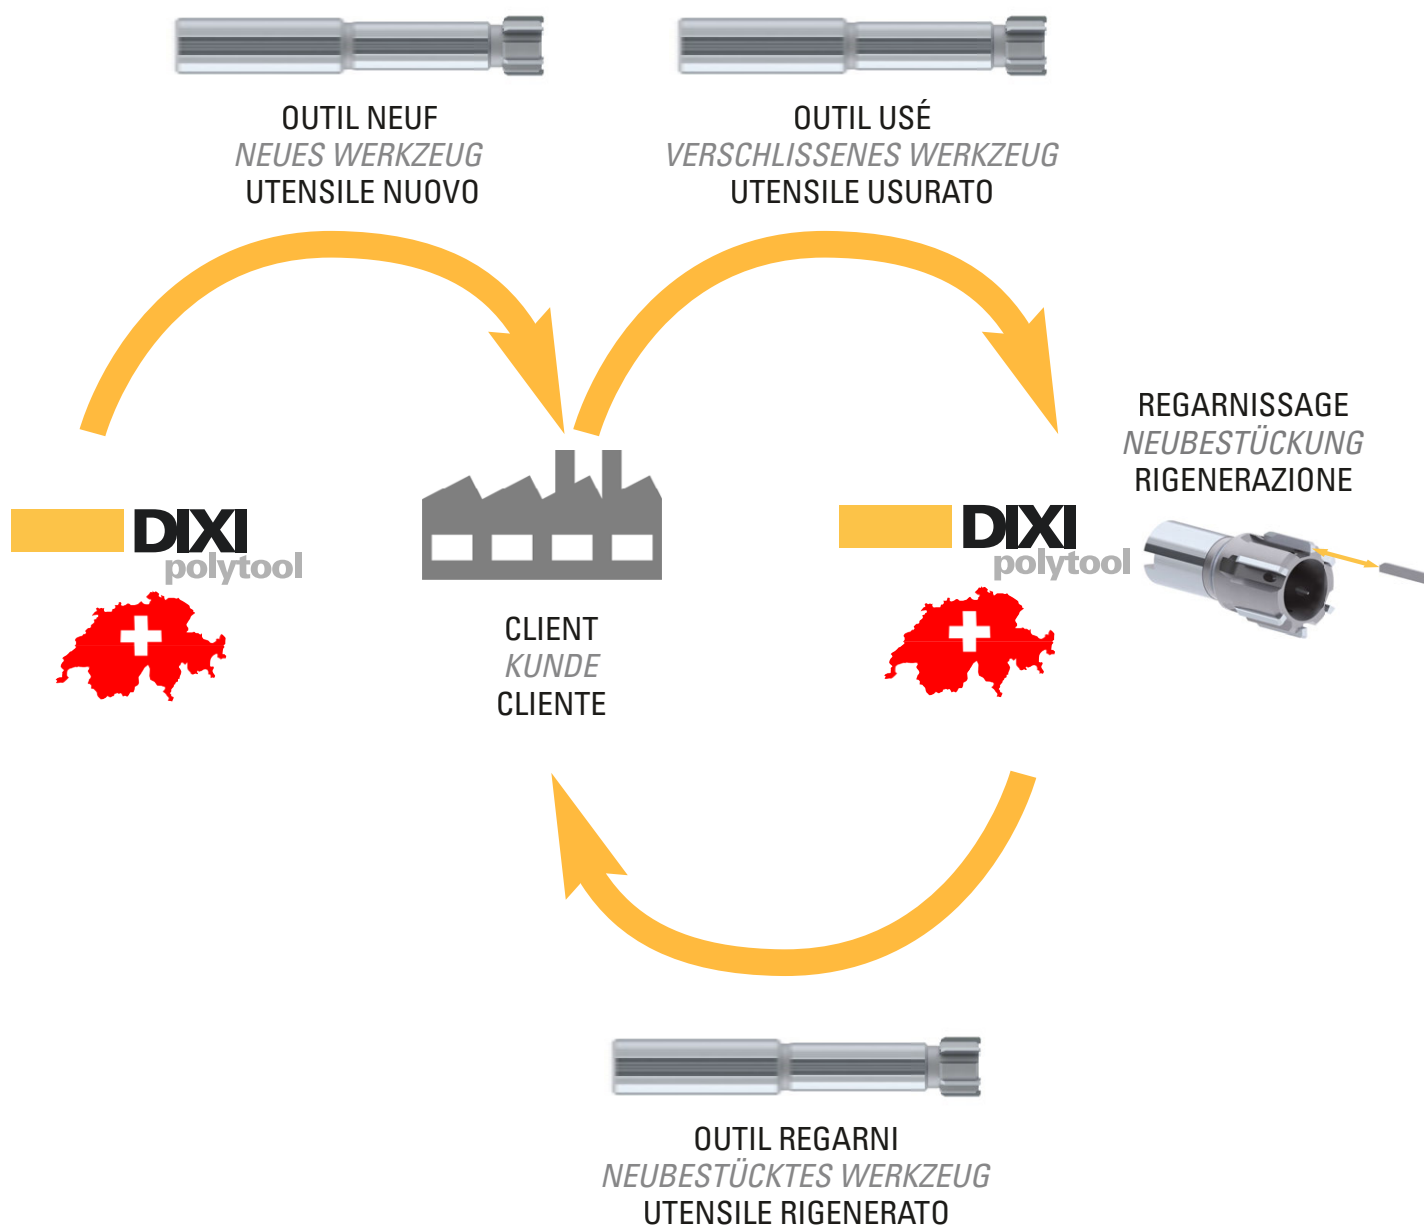 OUTIL NEUF
NEUES WERKZEUG
UTENSILE NUOVO
OUTIL USÉ
VERSCHLISSENES WERKZEUG
UTENSILE USURATO
REGARNISSAGE
NEUBESTÜCKUNG
RIGENERAZIONE
DIXI
polytool
CLIENT
KUNDE
CLIENTE
DIXI
polytool
OUTIL REGARNI
NEUBESTÜCKTES WERKZEUG
UTENSILE RIGENERATO